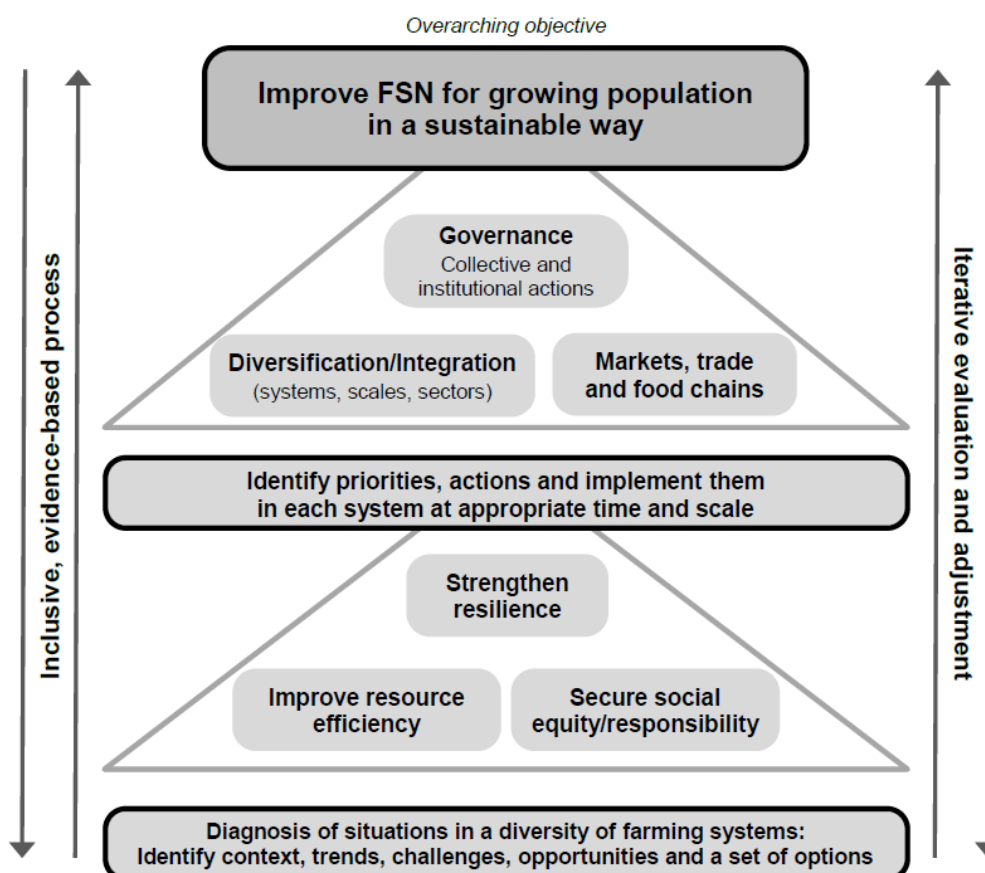 Overarching objective
Improve FSN for growing population
in a sustainable way
Governance
Collective and
institutional actions
Diversification/Integration
(systems, scales, sectors)
Markets, trade
and food chains
Identify priorities, actions and implement them
in each system at appropriate time and scale
Strengthen
resilience
Improve resource
efficiency
Secure social
equity/responsibility
Diagnosis of situations in a diversity of farming systems:
Identify context, trends, challenges, opportunities and a set of options
Inclusive, evidence-based process
Iterative evaluation and adjustment